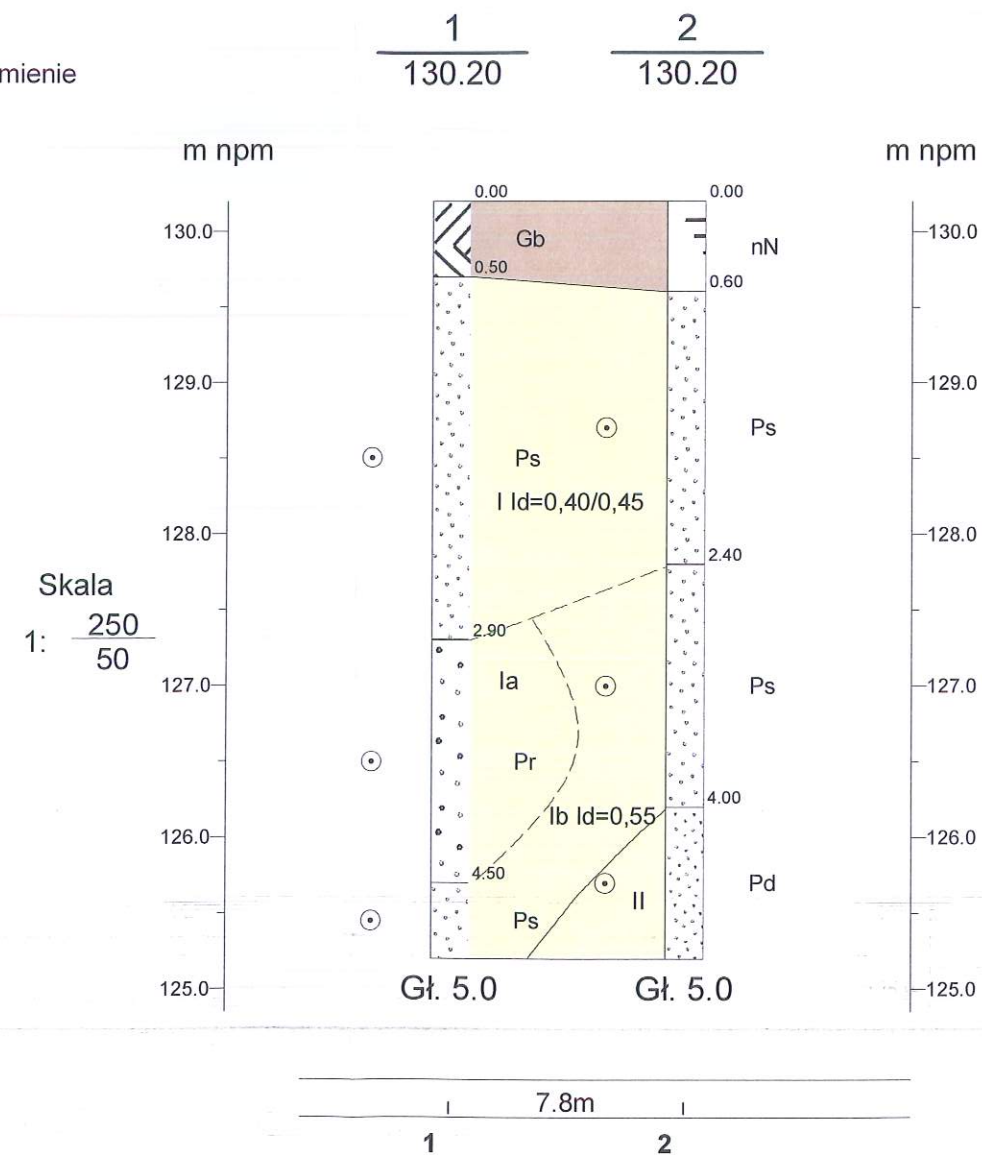 1 2
130.20 130.20
mienie
m npm m npm
0.00 0.00
130.0 Gb nN 130.0
0.50 0.60
129.0 129.0
Ps Ps
I Id=0,40/0,45
128.0 128.0
2.40
Skala
1: 250
50
2.90
127.0 Ia Ps 127.0
Pr
4.00
Ib Id=0,55
126.0 126.0
4.50 Pd
Ps II
125.0 Gł. 5.0 Gł. 5.0 125.0
7.8m
1 2